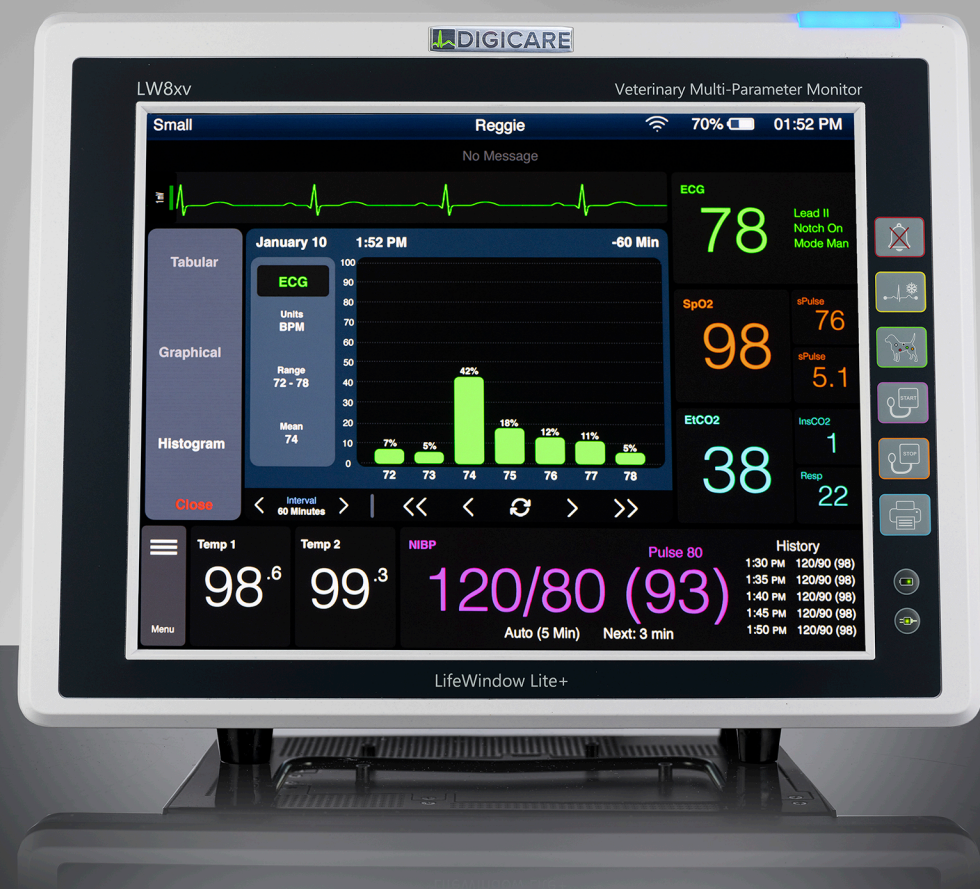 DIGICARE
LW8xv
Veterinary Multi-Parameter Monitor
Small
Reggie
70%
01:52 PM
No Message
Tabular
Graphical
Histogram
Close
January 10
1:52 PM
-60 Min
ECG
Units
BPM
Range
72 - 78
Mean
74
100
90
80
70
60
50
40
30
20
10
0
7%
5%
42%
18%
12%
11%
5%
72
73
74
75
76
77
78
Interval
60 Minutes
ECG
78
Lead II
Notch On
Mode Man
SpO2
98
sPulse
76
sPulse
5.1
EtCO2
38
InsCO2
1
Resp
22
START
STOP
Menu
Temp 1
98.6
Temp 2
99.3
NIBP
Pulse 80
120/80 (93)
Auto (5 Min)
Next: 3 min
History
1:30 PM 120/90 (98)
1:35 PM 120/90 (98)
1:40 PM 120/90 (98)
1:45 PM 120/90 (98)
1:50 PM 120/90 (98)
LifeWindow Lite+